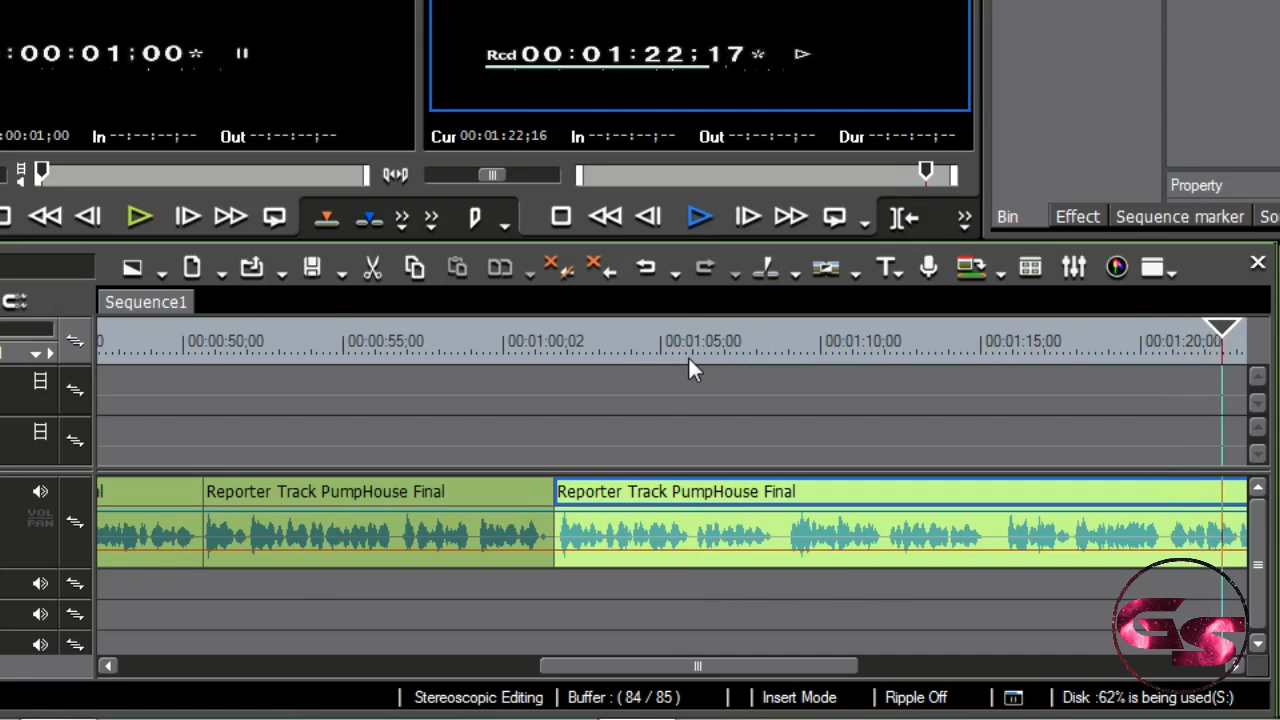 :00:01;00* II
Rcd 00:01:22;17*
:00:01;00 In --:--:--;-- Out --:--:--;--
Cur 00:01:22;16 In --:--:--;-- Out --:--:--;-- Dur --:--:--;--
Property
Bin Effect Sequence marker So
Sequence1
0 00:00:50;00 00:00:55;00 00:01:00;02 00:01:05;00 00:01:10;00 00:01:15;00 00:01:20;00
l Reporter Track PumpHouse Final Reporter Track PumpHouse Final
VOL
PAN
GS
Stereoscopic Editing Buffer : ( 84 / 85 ) Insert Mode Ripple Off Disk :62% is being used(S:)